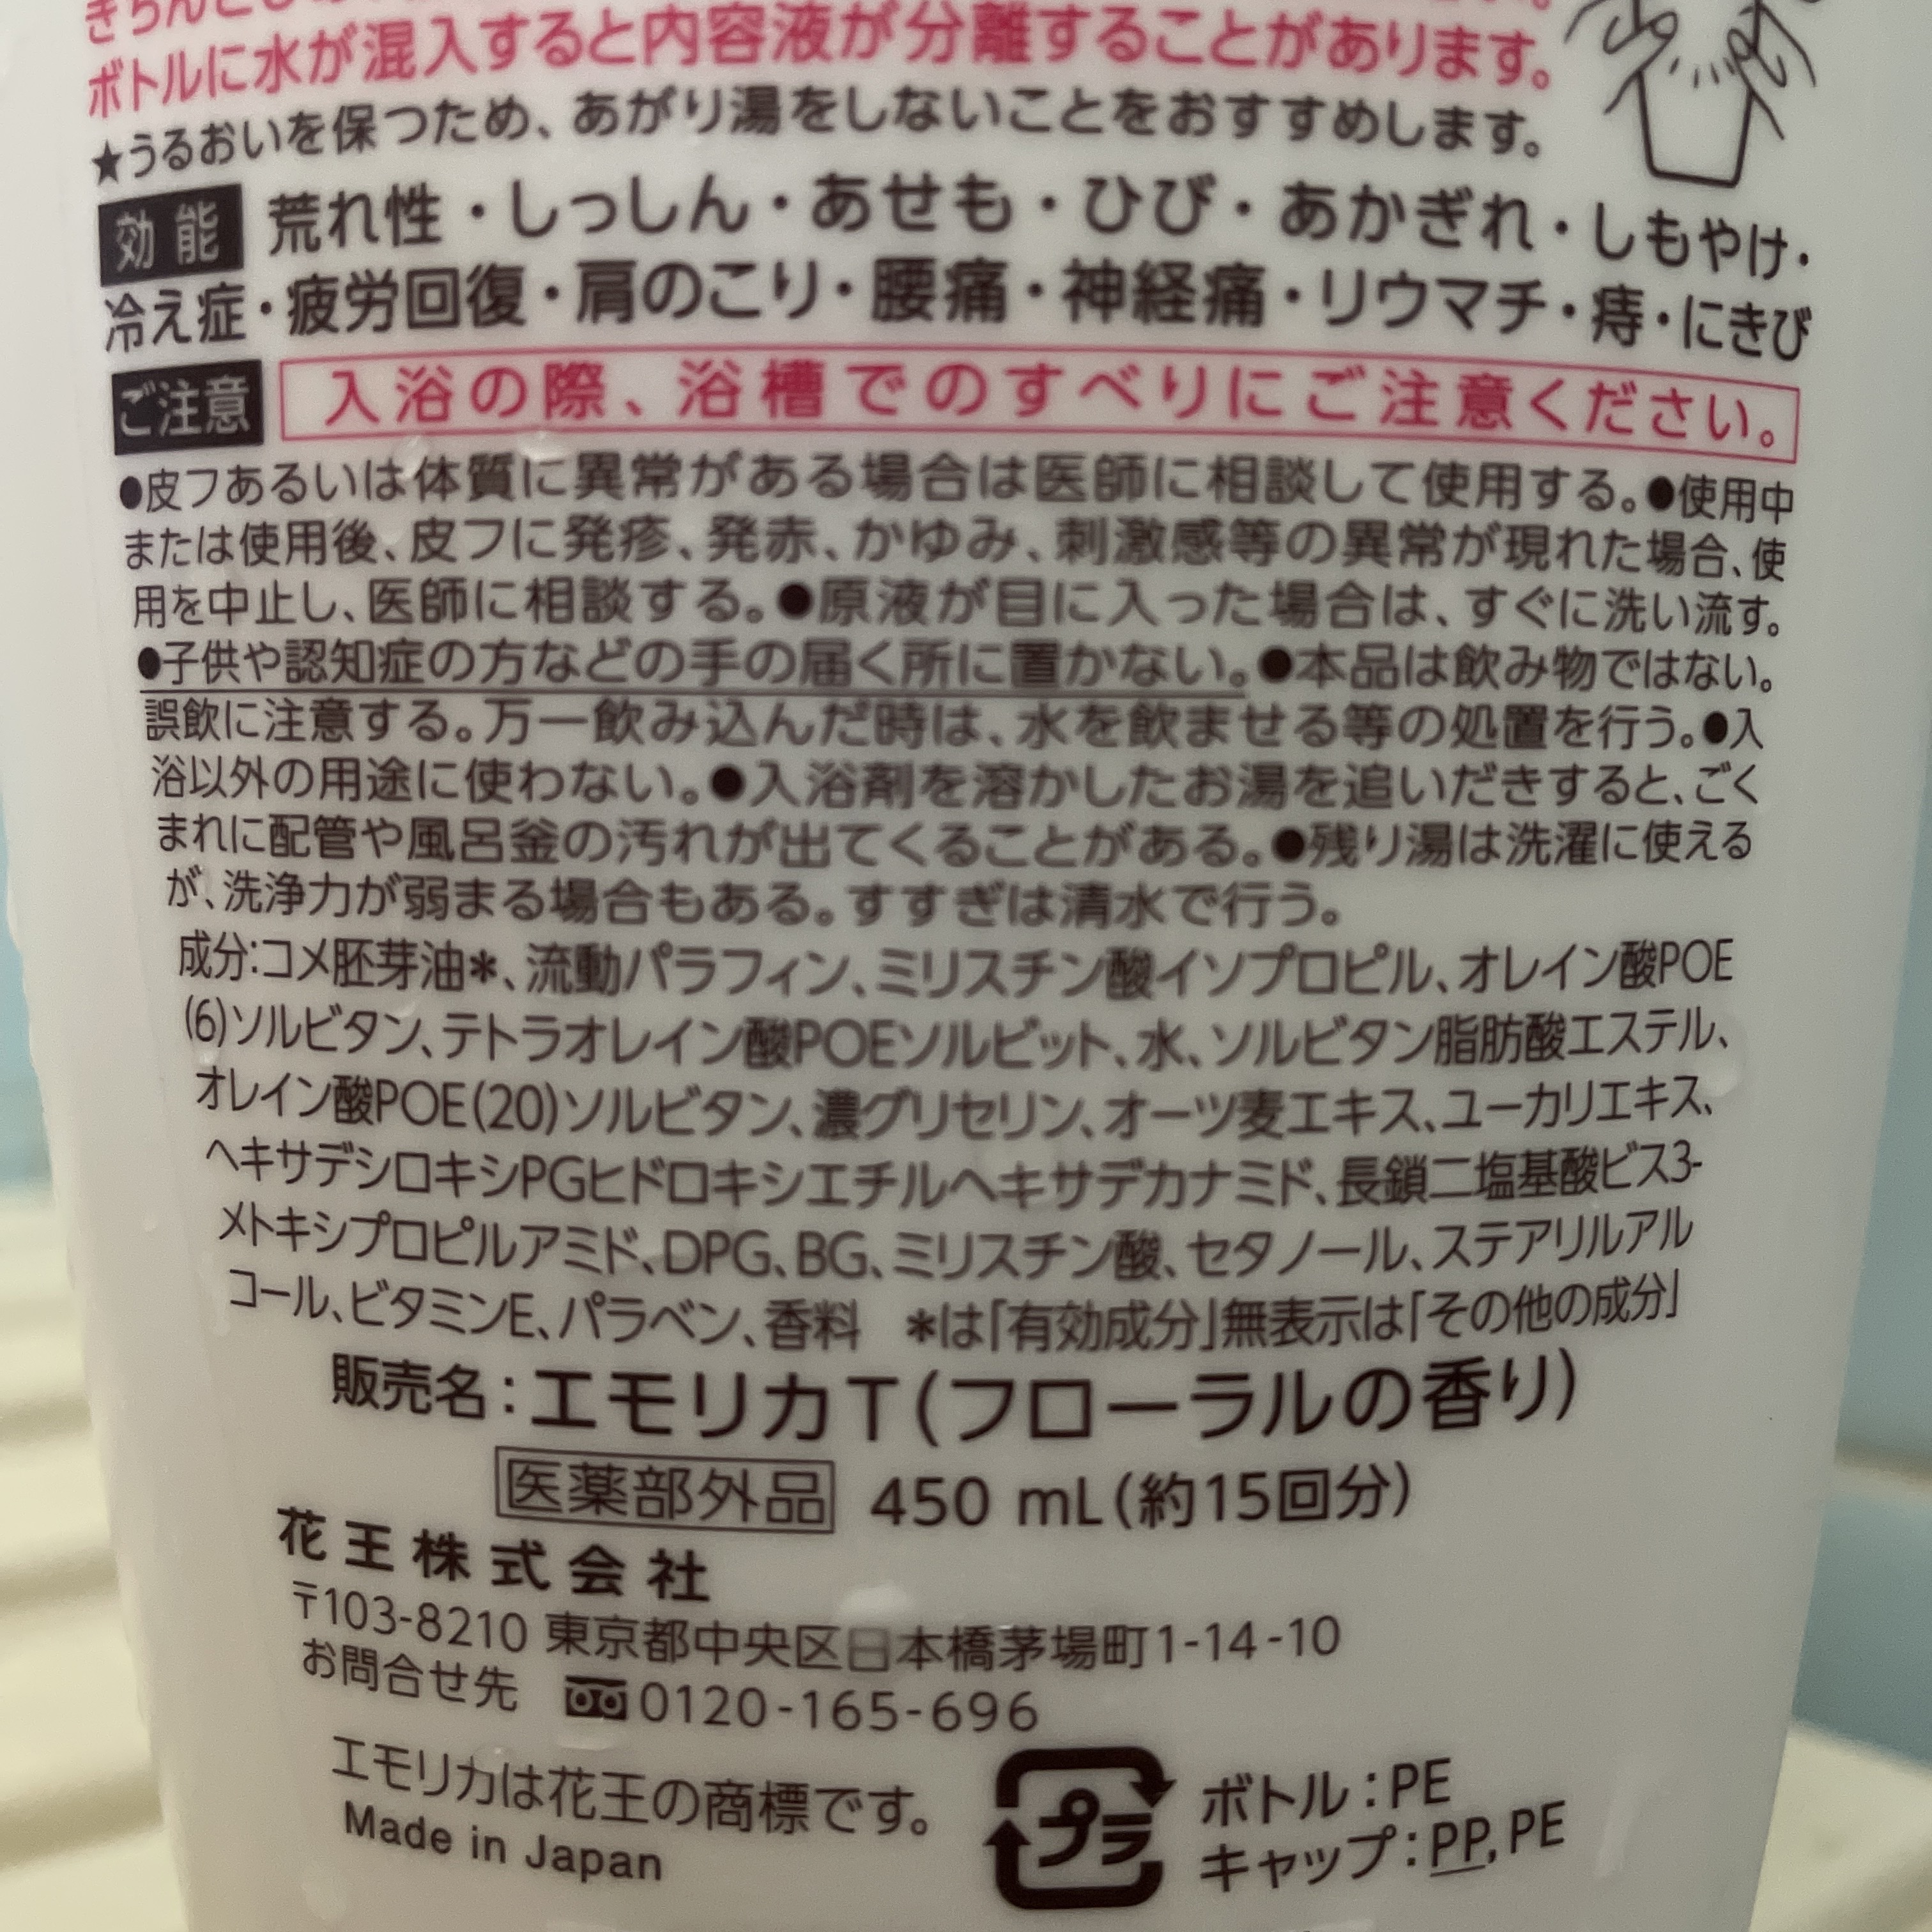 ボトルに水が混入すると内容液が分離することがあります。
★うるおいを保つため、あがり湯をしないことをおすすめします。
効能 荒れ性・しっしん・あせも・ひび・あかぎれ・しもやけ・
冷え症・疲労回復・肩のこり・腰痛・神経痛・リウマチ・痔・にきび
ご注意 入浴の際、浴槽でのすべりにご注意ください。
●皮フあるいは体質に異常がある場合は医師に相談して使用する。●使用中
または使用後、皮フに発疹、発赤、かゆみ、刺激感等の異常が現れた場合、使
用を中止し、医師に相談する。●原液が目に入った場合は、すぐに洗い流す。
●子供や認知症の方などの手の届く所に置かない。●本品は飲み物ではない。
誤飲に注意する。万一飲み込んだ時は、水を飲ませる等の処置を行う。●入
浴以外の用途に使わない。●入浴剤を溶かしたお湯を追いだきすると、ごく
まれに配管や風呂釜の汚れが出てくることがある。●残り湯は洗濯に使える
が、洗浄力が弱まる場合もある。すすぎは清水で行う。
成分:コメ胚芽油*、流動パラフィン、ミリスチン酸イソプロピル、オレイン酸POE
(6)ソルビタン、テトラオレイン酸POEソルビット、水、ソルビタン脂肪酸エステル、
オレイン酸POE(20)ソルビタン、濃グリセリン、オーツ麦エキス、ユーカリエキス、
ヘキサデシロキシPGヒドロキシエチルヘキサデカナミド、長鎖二塩基酸ビス3-
メトキシプロピルアミド、DPG、BG、ミリスチン酸、セタノール、ステアリルアル
コール、ビタミンE、パラベン、香料 *は「有効成分」無表示は「その他の成分」
販売名:エモリカT(フローラルの香り)
医薬部外品 450 mL(約15回分)
花王株式会社
〒103-8210 東京都中央区日本橋茅場町1-14-10
お問合せ先 0120-165-696
エモリカは花王の商標です。
Made in Japan
プラ
ボトル:PE
キャップ:PP,PE